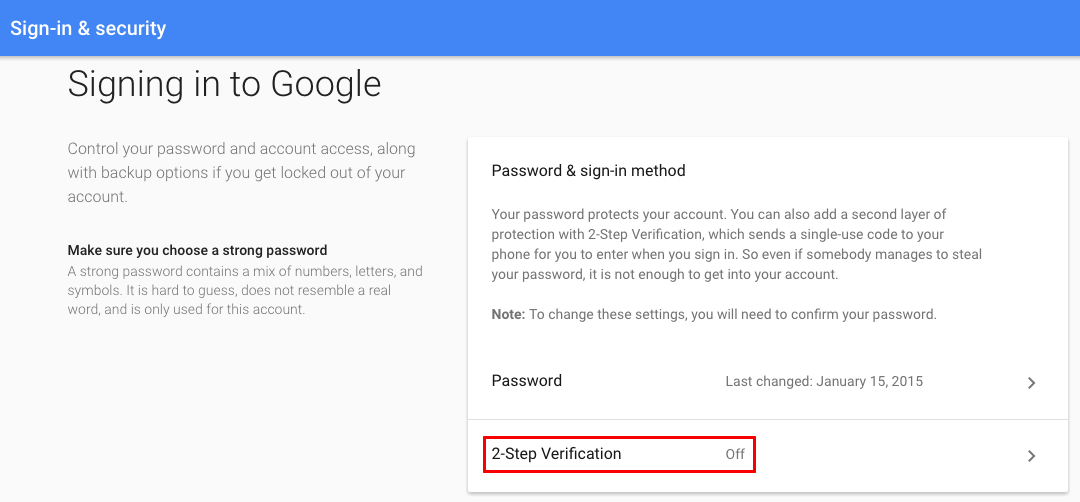 Sign-in & security
Signing in to Google
Control your password and account access, along
with backup options if you get locked out of your
account.
Make sure you choose a strong password
A strong password contains a mix of numbers, letters, and
symbols. It is hard to guess, does not resemble a real
word, and is only used for this account.
Password & sign-in method
Your password protects your account. You can also add a second layer of
protection with 2-Step Verification, which sends a single-use code to your
phone for you to enter when you sign in. So even if somebody manages to steal
your password, it is not enough to get into your account.
Note: To change these settings, you will need to confirm your password.
Password Last changed: January 15, 2015
2-Step Verification Off